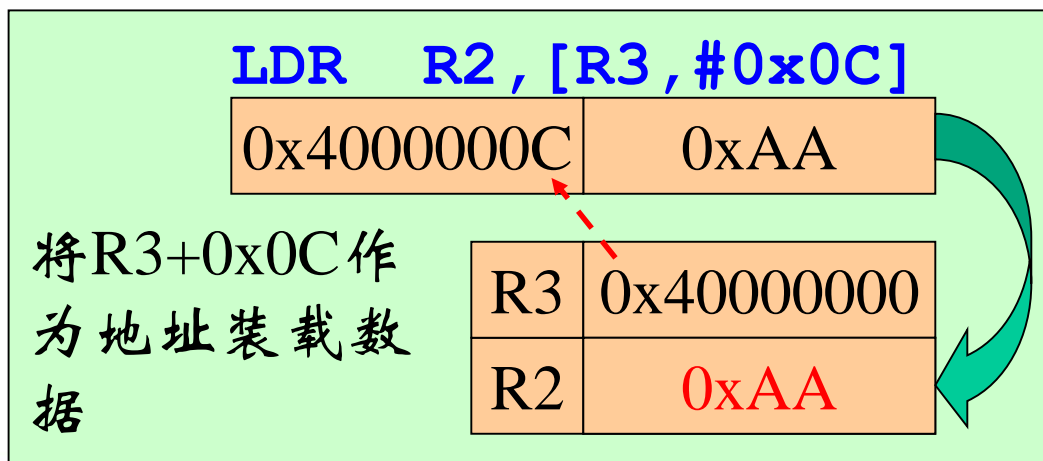 LDR R2,[R3,#0x0C]
0x4000000C 0xAA
将R3+0x0C作
为地址装载数
据
R3 0x40000000
R2 0xAA